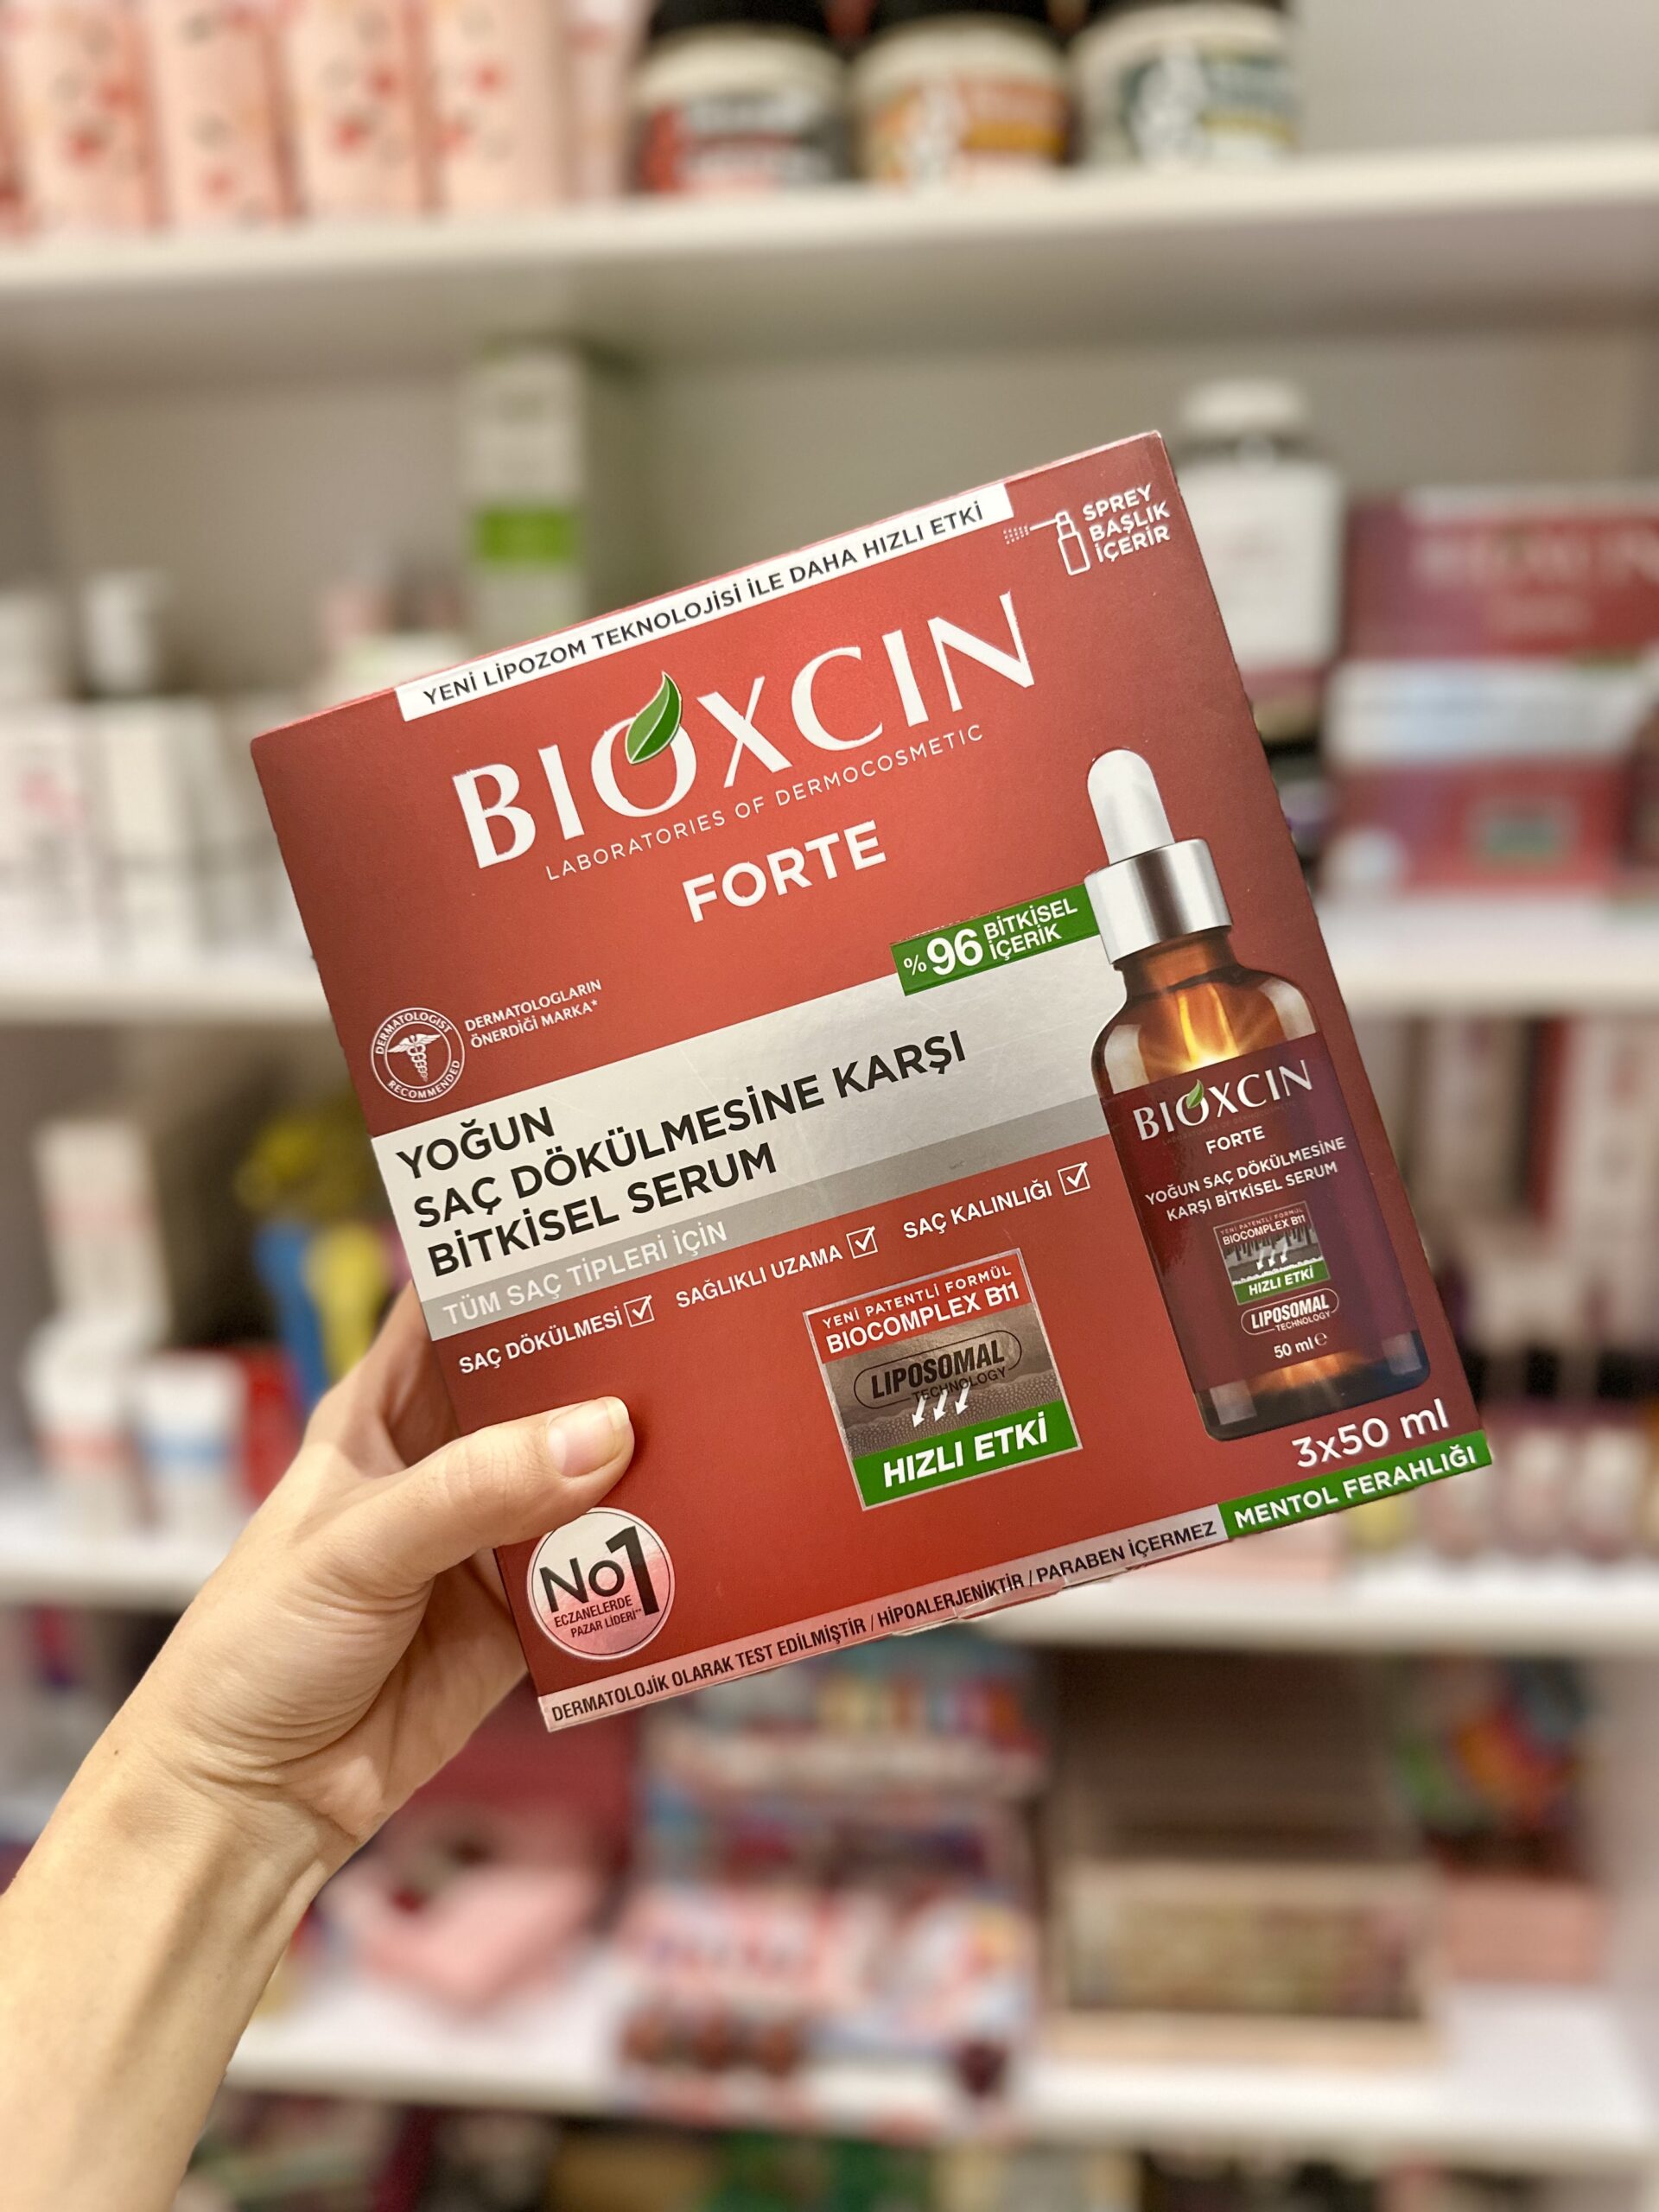 YENİ LİPOZOM TEKNOLOJİSİ İLE DAHA HIZLI ETKİ
SPREY
BAŞLIK
İÇERİR
BIOXCIN
LABORATORIES OF DERMOCOSMETIC
FORTE
%96 BİTKİSEL
İÇERİK
DERMATOLOGIST
RECOMMENDED
DERMATOLOGLARIN
ÖNERDİĞİ MARKA*
YOĞUN
SAÇ DÖKÜLMESİNE KARŞI
BİTKİSEL SERUM
TÜM SAÇ TİPLERİ İÇİN
SAÇ DÖKÜLMESİ
SAĞLIKLI UZAMA
SAÇ KALINLIĞI
YENİ PATENTLİ FORMÜL
BIOCOMPLEX B11
LIPOSOMAL
TECHNOLOGY
HIZLI ETKİ
BIOXCIN
FORTE
YOĞUN SAÇ DÖKÜLMESİNE
KARŞI BİTKİSEL SERUM
YENİ PATENTLİ FORMÜL
BIOCOMPLEX B11
HIZLI ETKİ
LIPOSOMAL
TECHNOLOGY
50 ml e
3x50 ml
MENTOL FERAHLIĞI
No1
ECZANELERDE
PAZAR LİDERİ**
DERMATOLOJİK OLARAK TEST EDİLMİŞTİR / HİPOALERJENİKTİR / PARABEN İÇERMEZ